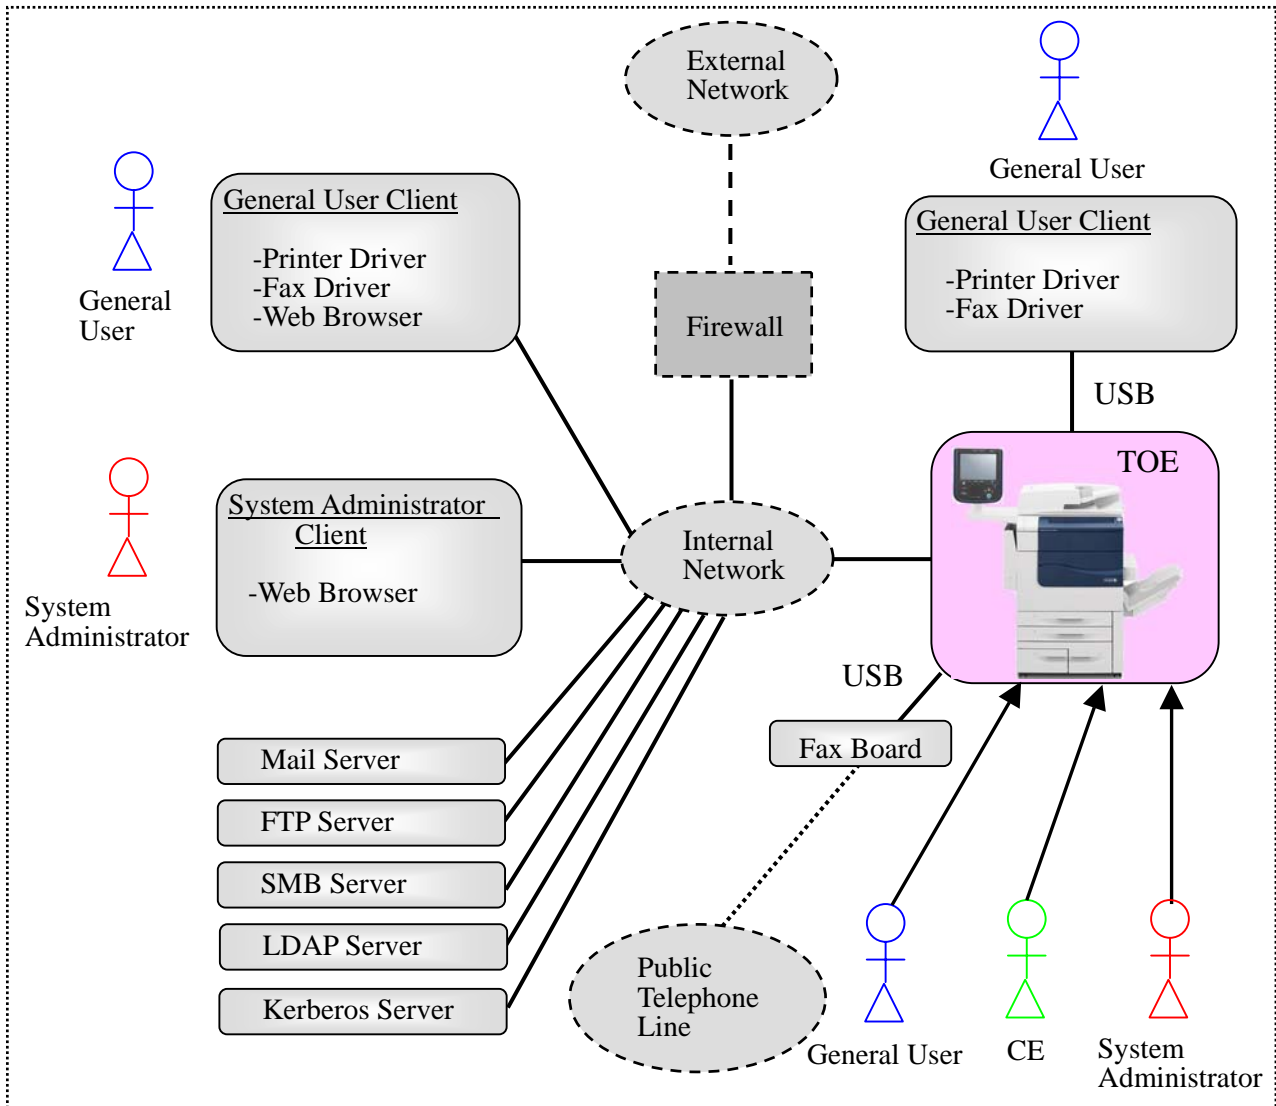 External
Network
General User
General User Client
-Printer Driver
-Fax Driver
-Web Browser
General
User
General User Client
-Printer Driver
-Fax Driver
Firewall
USB
TOE
System Administrator
Client
-Web Browser
System
Administrator
Internal
Network
USB
Fax Board
Mail Server
FTP Server
SMB Server
LDAP Server
Kerberos Server
Public
Telephone
Line
General User
CE
System
Administrator